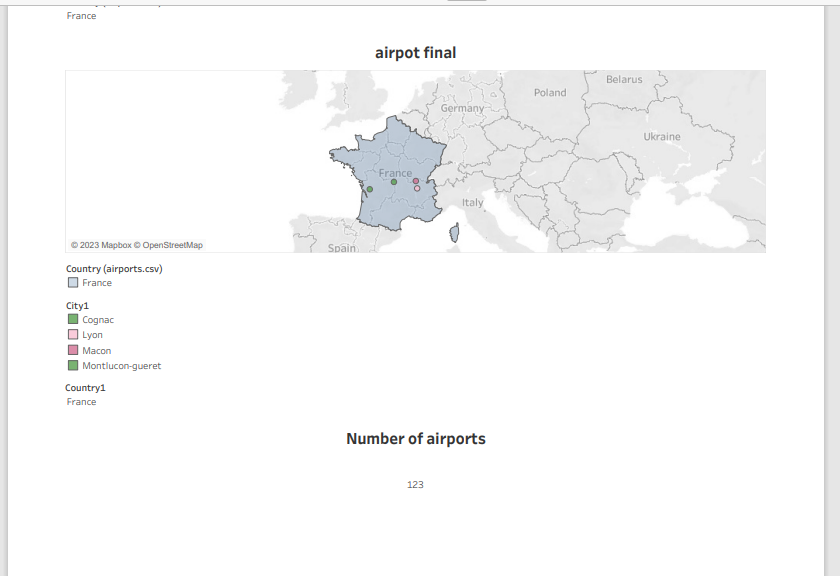 France
airpot final
Belarus
Poland
Germany
Ukraine
France
Italy
Spain
© 2023 Mapbox © OpenStreetMap
Country (airports.csv)
France
City1
Cognac
Lyon
Macon
Montlucon-gueret
Country1
France
Number of airports
123